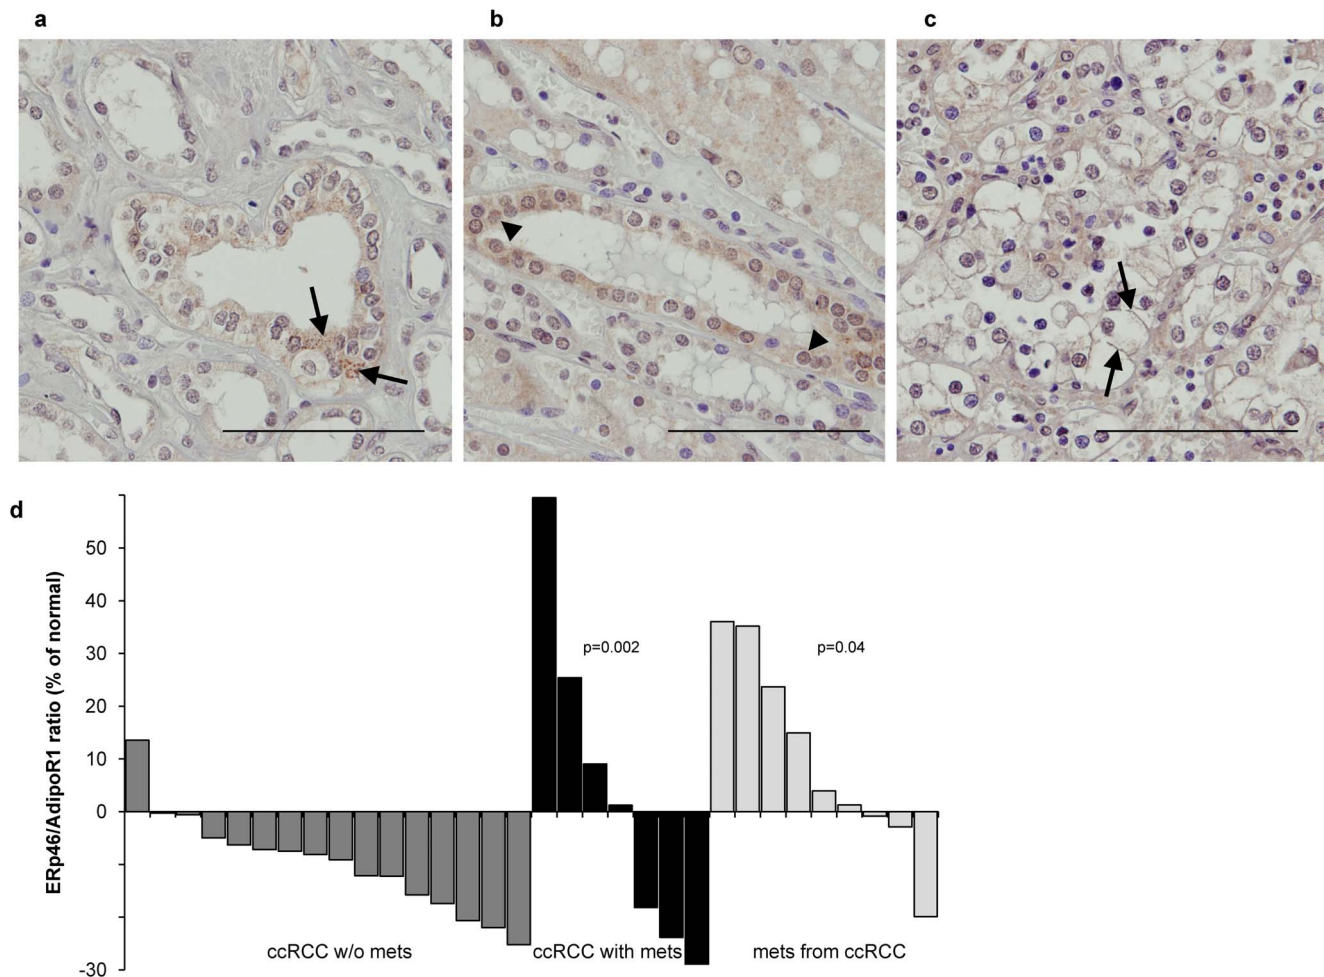 a
b
c
d
ERp46/AdipoR1 ratio (% of normal)
50
40
30
20
10
0
-30
p=0.002
p=0.04
ccRCC w/o mets
ccRCC with mets
mets from ccRCC